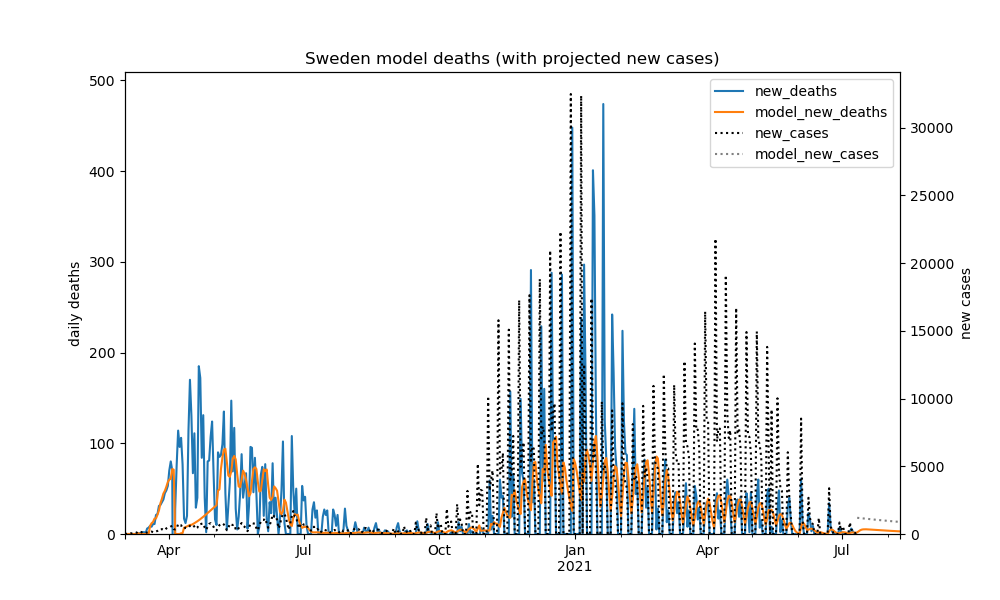 Sweden model deaths (with projected new cases)
500
400
300
200
100
0
daily deaths
30000
25000
20000
15000
10000
5000
0
new cases
new_deaths
model_new_deaths
new_cases
model_new_cases
Apr Jul Oct Jan Apr Jul
2021